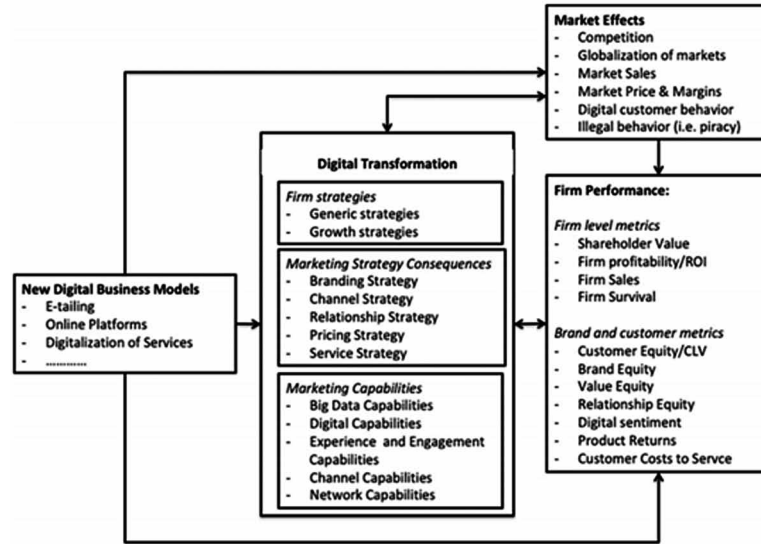 Market Effects
- Competition
- Globalization of markets
- Market Sales
- Market Price & Margins
- Digital customer behavior
- Illegal behavior (i.e. piracy)
Digital Transformation
Firm strategies
- Generic strategies
- Growth strategies
Marketing Strategy Consequences
- Branding Strategy
- Channel Strategy
- Relationship Strategy
- Pricing Strategy
- Service Strategy
Marketing Capabilities
- Big Data Capabilities
- Digital Capabilities
- Experience and Engagement
Capabilities
- Channel Capabilities
- Network Capabilities
New Digital Business Models
- E-tailing
- Online Platforms
- Digitalization of Services
- …………
Firm Performance:
Firm level metrics
- Shareholder Value
- Firm profitability/ROI
- Firm Sales
- Firm Survival
Brand and customer metrics
- Customer Equity/CLV
- Brand Equity
- Value Equity
- Relationship Equity
- Digital sentiment
- Product Returns
- Customer Costs to Servce